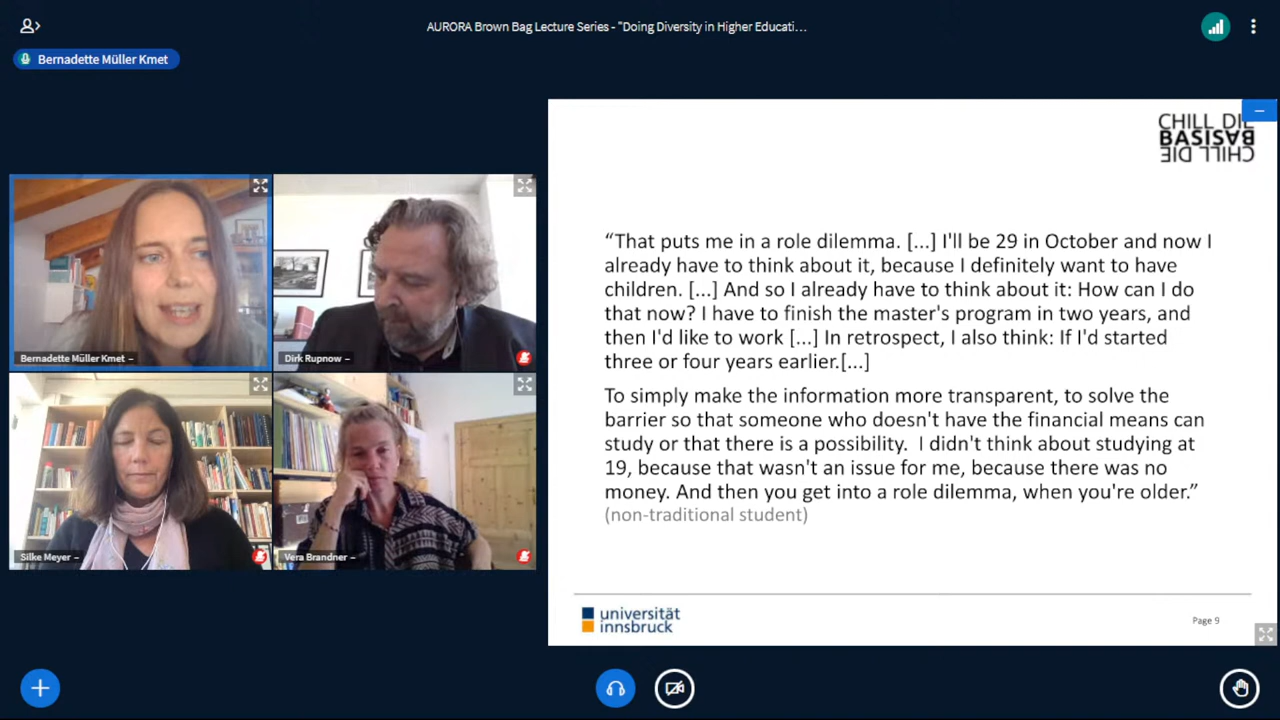 AURORA Brown Bag Lecture Series - "Doing Diversity in Higher Educati...
Bernadette Müller Kmet
Bernadette Müller Kmet
Dirk Rupnow
Silke Meyer
Vera Brandner
CHILL DIE
BASIS
CHILL DIE
“That puts me in a role dilemma. [...] I'll be 29 in October and now I
already have to think about it, because I definitely want to have
children. [...] And so I already have to think about it: How can I do
that now? I have to finish the master's program in two years, and
then I'd like to work [...] In retrospect, I also think: If I'd started
three or four years earlier.[...]
To simply make the information more transparent, to solve the
barrier so that someone who doesn't have the financial means can
study or that there is a possibility.  I didn't think about studying at
19, because that wasn't an issue for me, because there was no
money. And then you get into a role dilemma, when you're older.”
(non-traditional student)
universität
innsbruck
Page 9